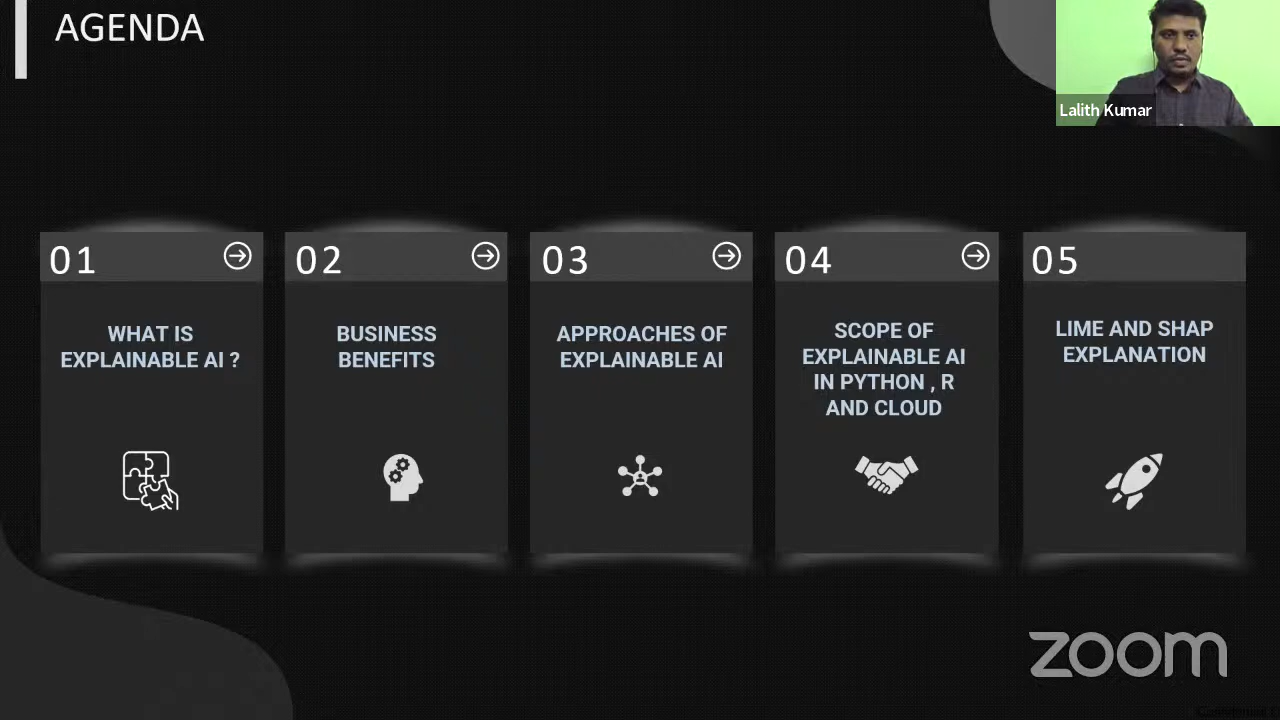 AGENDA
Lalith Kumar
01
WHAT IS
EXPLAINABLE AI ?
02
BUSINESS
BENEFITS
03
APPROACHES OF
EXPLAINABLE AI
04
SCOPE OF
EXPLAINABLE AI
IN PYTHON , R
AND CLOUD
05
LIME AND SHAP
EXPLANATION
zoom